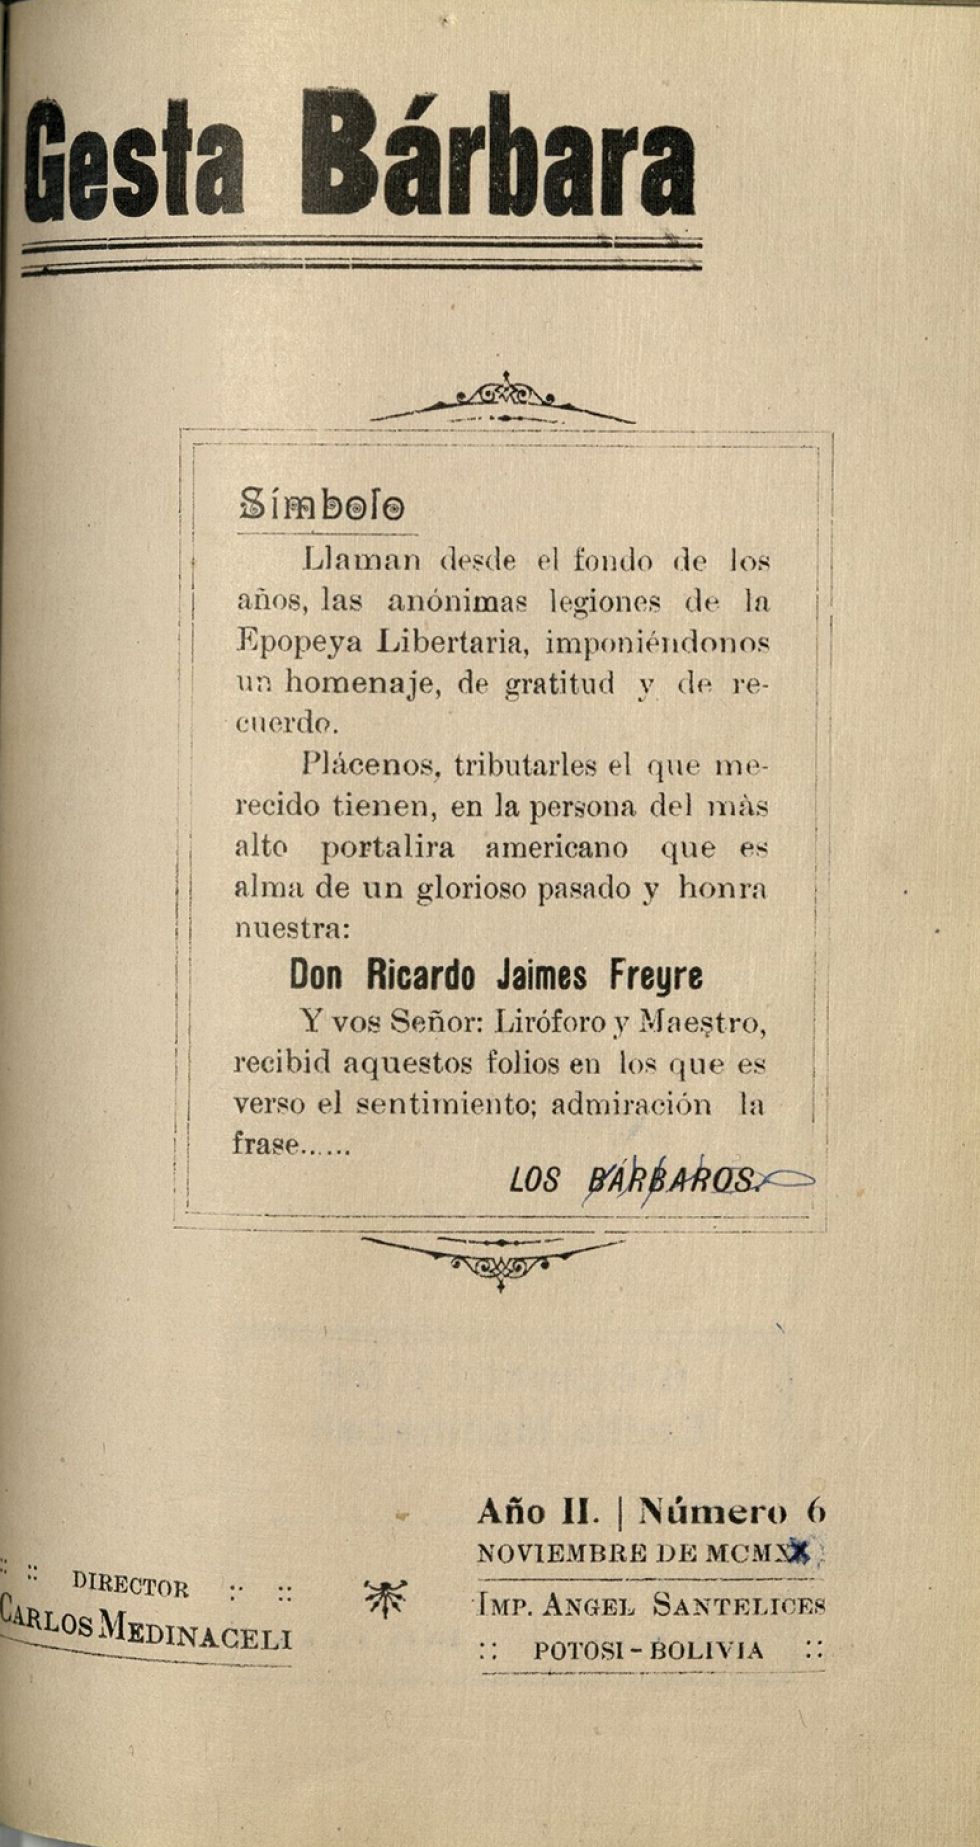 Gesta Bárbara
Símbolo
Llaman desde el fondo de los
años, las anónimas legiones de la
Epopeya Libertaria, imponiéndonos
un homenaje, de gratitud y de re-
cuerdo.
Plácenos, tributarles el que me-
recido tienen, en la persona del màs
alto portalira americano que es
alma de un glorioso pasado y honra
nuestra:
Don Ricardo Jaimes Freyre
Y vos Señor: Liróforo y Maestro,
recibid aquestos folios en los que es
verso el sentimiento; admiración la
frase......
LOS BÁRBAROS.
Año II. | Número 6
NOVIEMBRE DE
IMP. ANGEL SANTELICES
:: POTOSI - BOLIVIA ::
:: :: DIRECTOR :: ::
CARLOS MEDINACELI